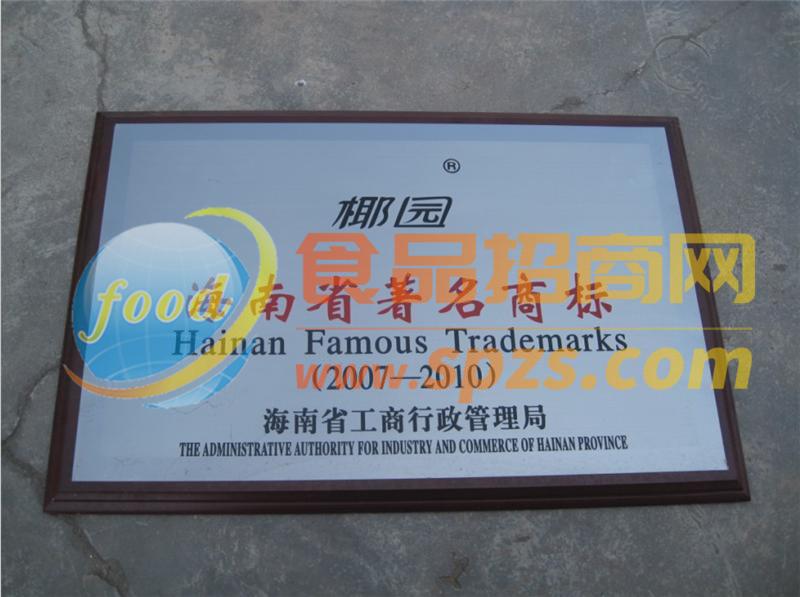 ®
椰园
海南省著名商标
Hainan Famous Trademarks
(2007—2010)
海南省工商行政管理局
THE ADMINISTRATIVE AUTHORITY FOR INDUSTRY AND COMMERCE OF HAINAN PROVINCE
food
食品招商网
www.spzs.com